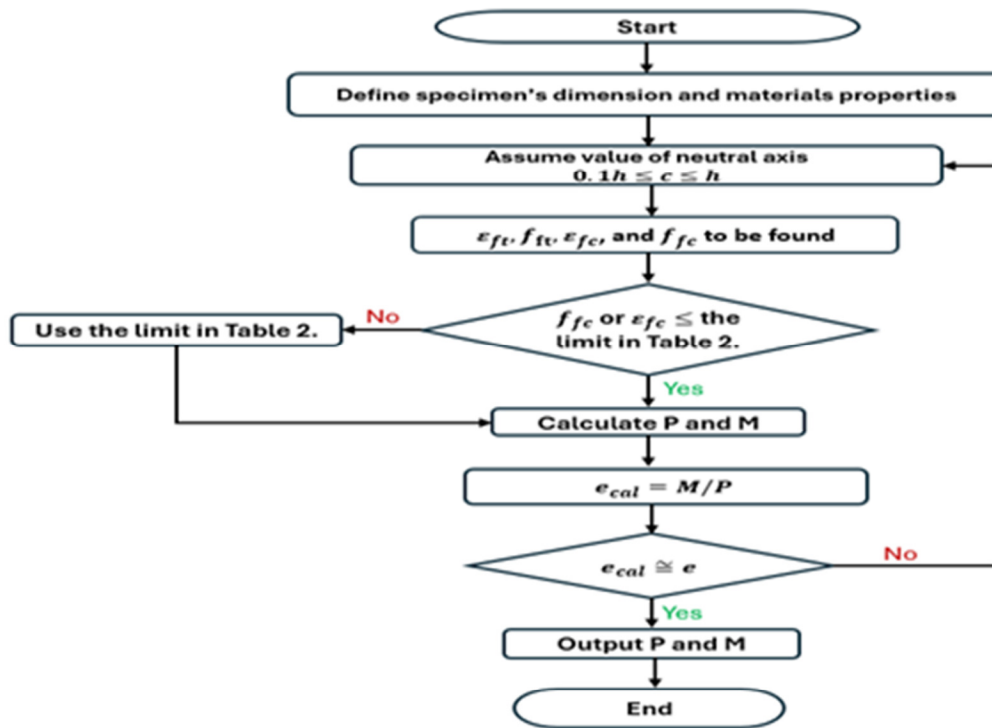 Start
Define specimen's dimension and materials properties
Assume value of neutral axis
0.1h ≤ c ≤ h
ε_ft, f_ft, ε_fc, and f_fc to be found
f_fc or ε_fc ≤ the
limit in Table 2.
No
Use the limit in Table 2.
Yes
Calculate P and M
e_cal = M/P
e_cal ≅ e
No
Yes
Output P and M
End